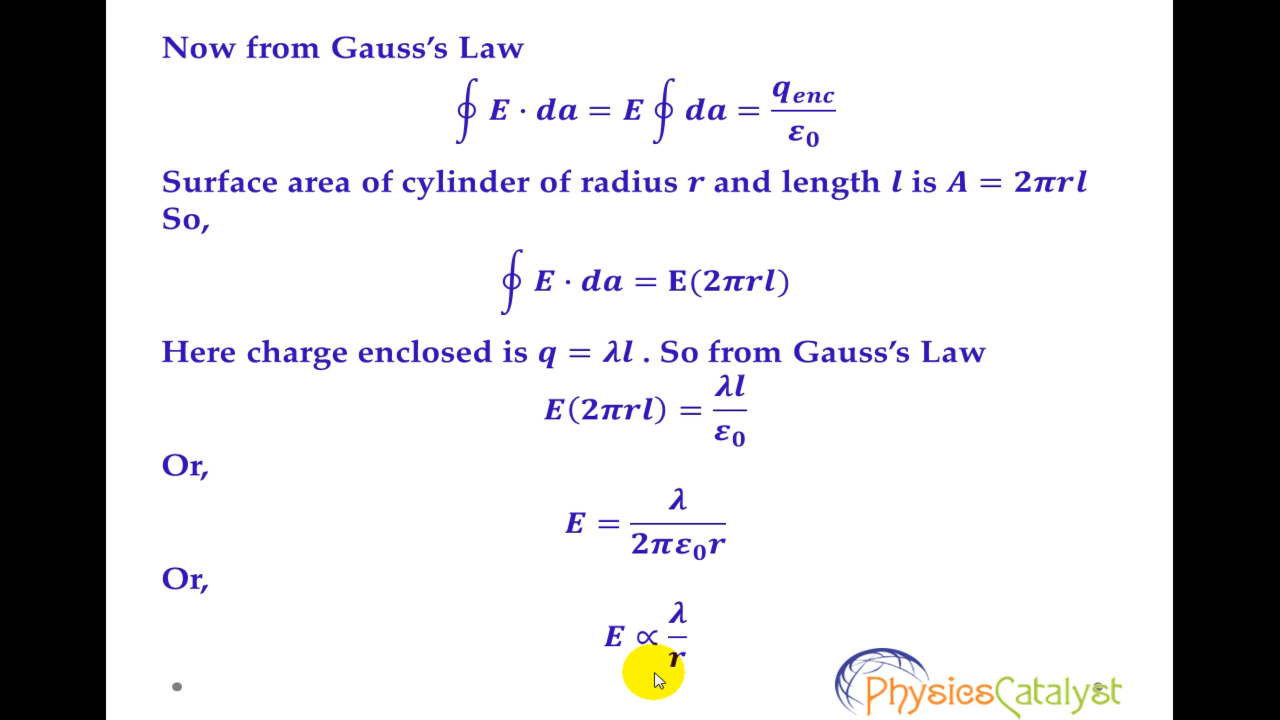 Now from Gauss's Law
∮ E · da = E ∮ da = q_enc / ε₀
Surface area of cylinder of radius r and length l is A = 2πrl
So,
∮ E · da = E(2πrl)
Here charge enclosed is q = λl . So from Gauss's Law
E(2πrl) = λl / ε₀
Or,
E = λ / 2πε₀r
Or,
E ∝ λ / r
PhysicsCatalyst